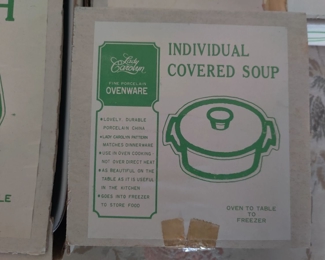 H
Lady
Carolyn
FINE PORCELAIN
OVENWARE
• LOVELY, DURABLE
PORCELAIN CHINA
• LADY CAROLYN PATTERN
MATCHES DINNERWARE
• USE IN OVEN COOKING,
NOT OVER DIRECT HEAT
• AS BEAUTIFUL ON THE
TABLE AS IT IS USEFUL
IN THE KITCHEN
• GOES INTO FREEZER
TO STORE FOOD
INDIVIDUAL
COVERED SOUP
OVEN TO TABLE
TO
FREEZER
LE